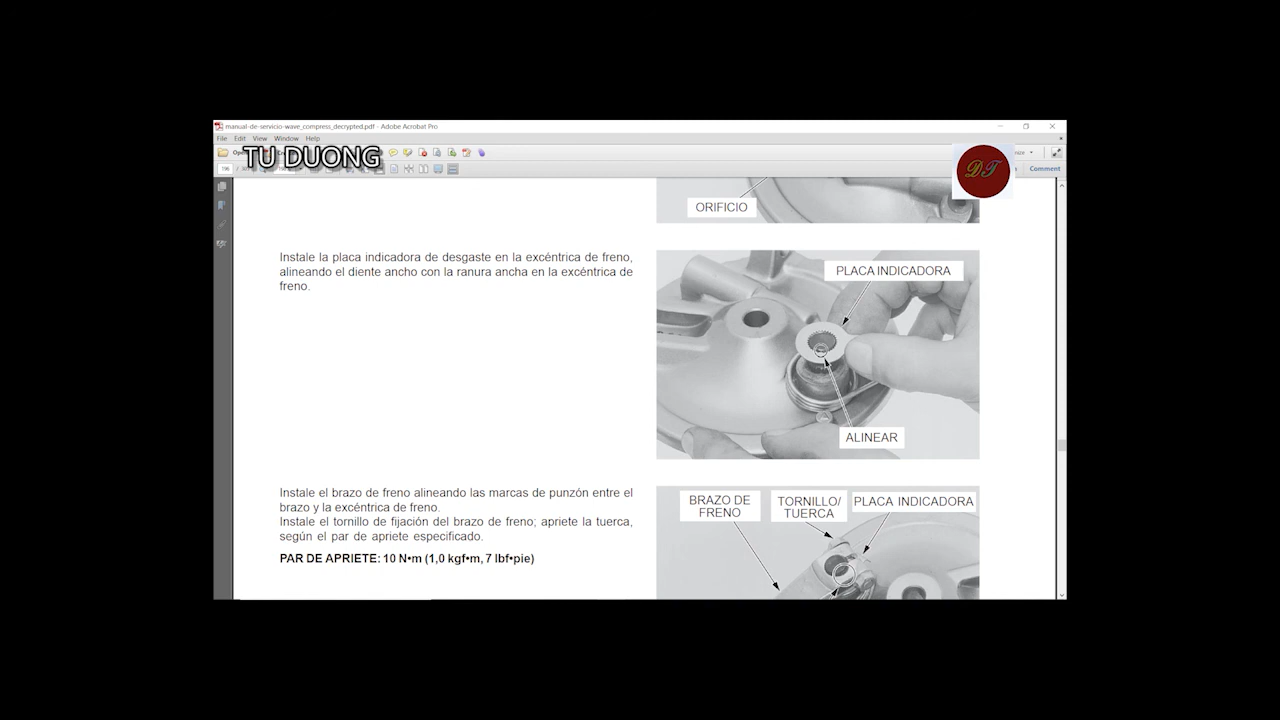 manual-de-servicio-wave_compress_decrypted.pdf - Adobe Acrobat Pro
File Edit View Window Help
TU DUONG
DT
196
Comment
ORIFICIO
Instale la placa indicadora de desgaste en la excéntrica de freno,
alineando el diente ancho con la ranura ancha en la excéntrica de
freno.
PLACA INDICADORA
ALINEAR
Instale el brazo de freno alineando las marcas de punzón entre el
brazo y la excéntrica de freno.
Instale el tornillo de fijación del brazo de freno; apriete la tuerca,
según el par de apriete especificado.
PAR DE APRIETE: 10 N•m (1,0 kgf•m, 7 lbf•pie)
BRAZO DE
FRENO
TORNILLO/
TUERCA
PLACA INDICADORA